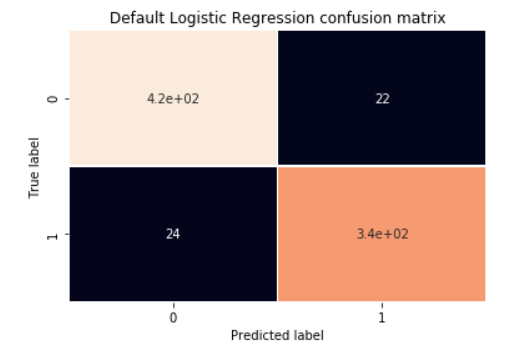 Default Logistic Regression confusion matrix
0
4.2e+02
22
True label
1
24
3.4e+02
0
1
Predicted label